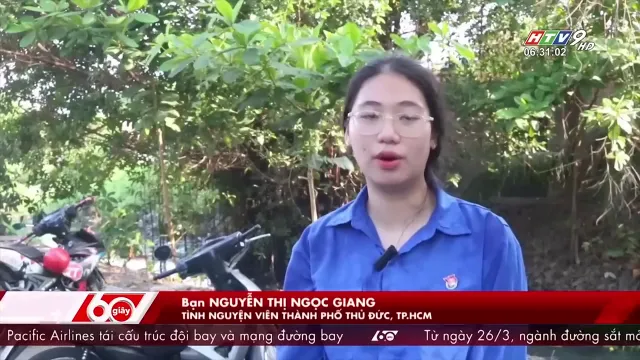 HTV9 HD
06:31:02
60 giây
Bạn NGUYỄN THỊ NGỌC GIANG
TÌNH NGUYỆN VIÊN THÀNH PHỐ THỦ ĐỨC, TP.HCM
Pacific Airlines tái cấu trúc đội bay và mạng đường bay
Từ ngày 26/3, ngành đường sắt mở